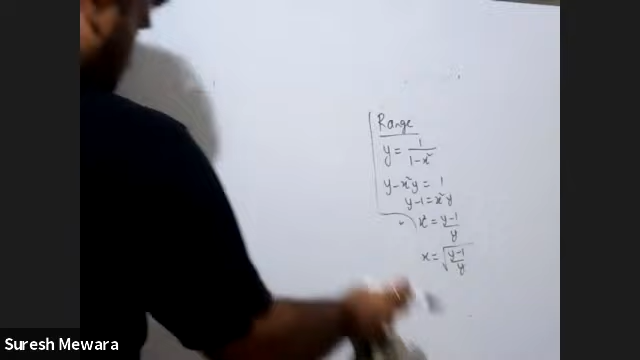 Range
y = 1/(1-x²)
y-x²y = 1
y-1 = x²y
x² = (y-1)/y
x = √((y-1)/y)
Suresh Mewara